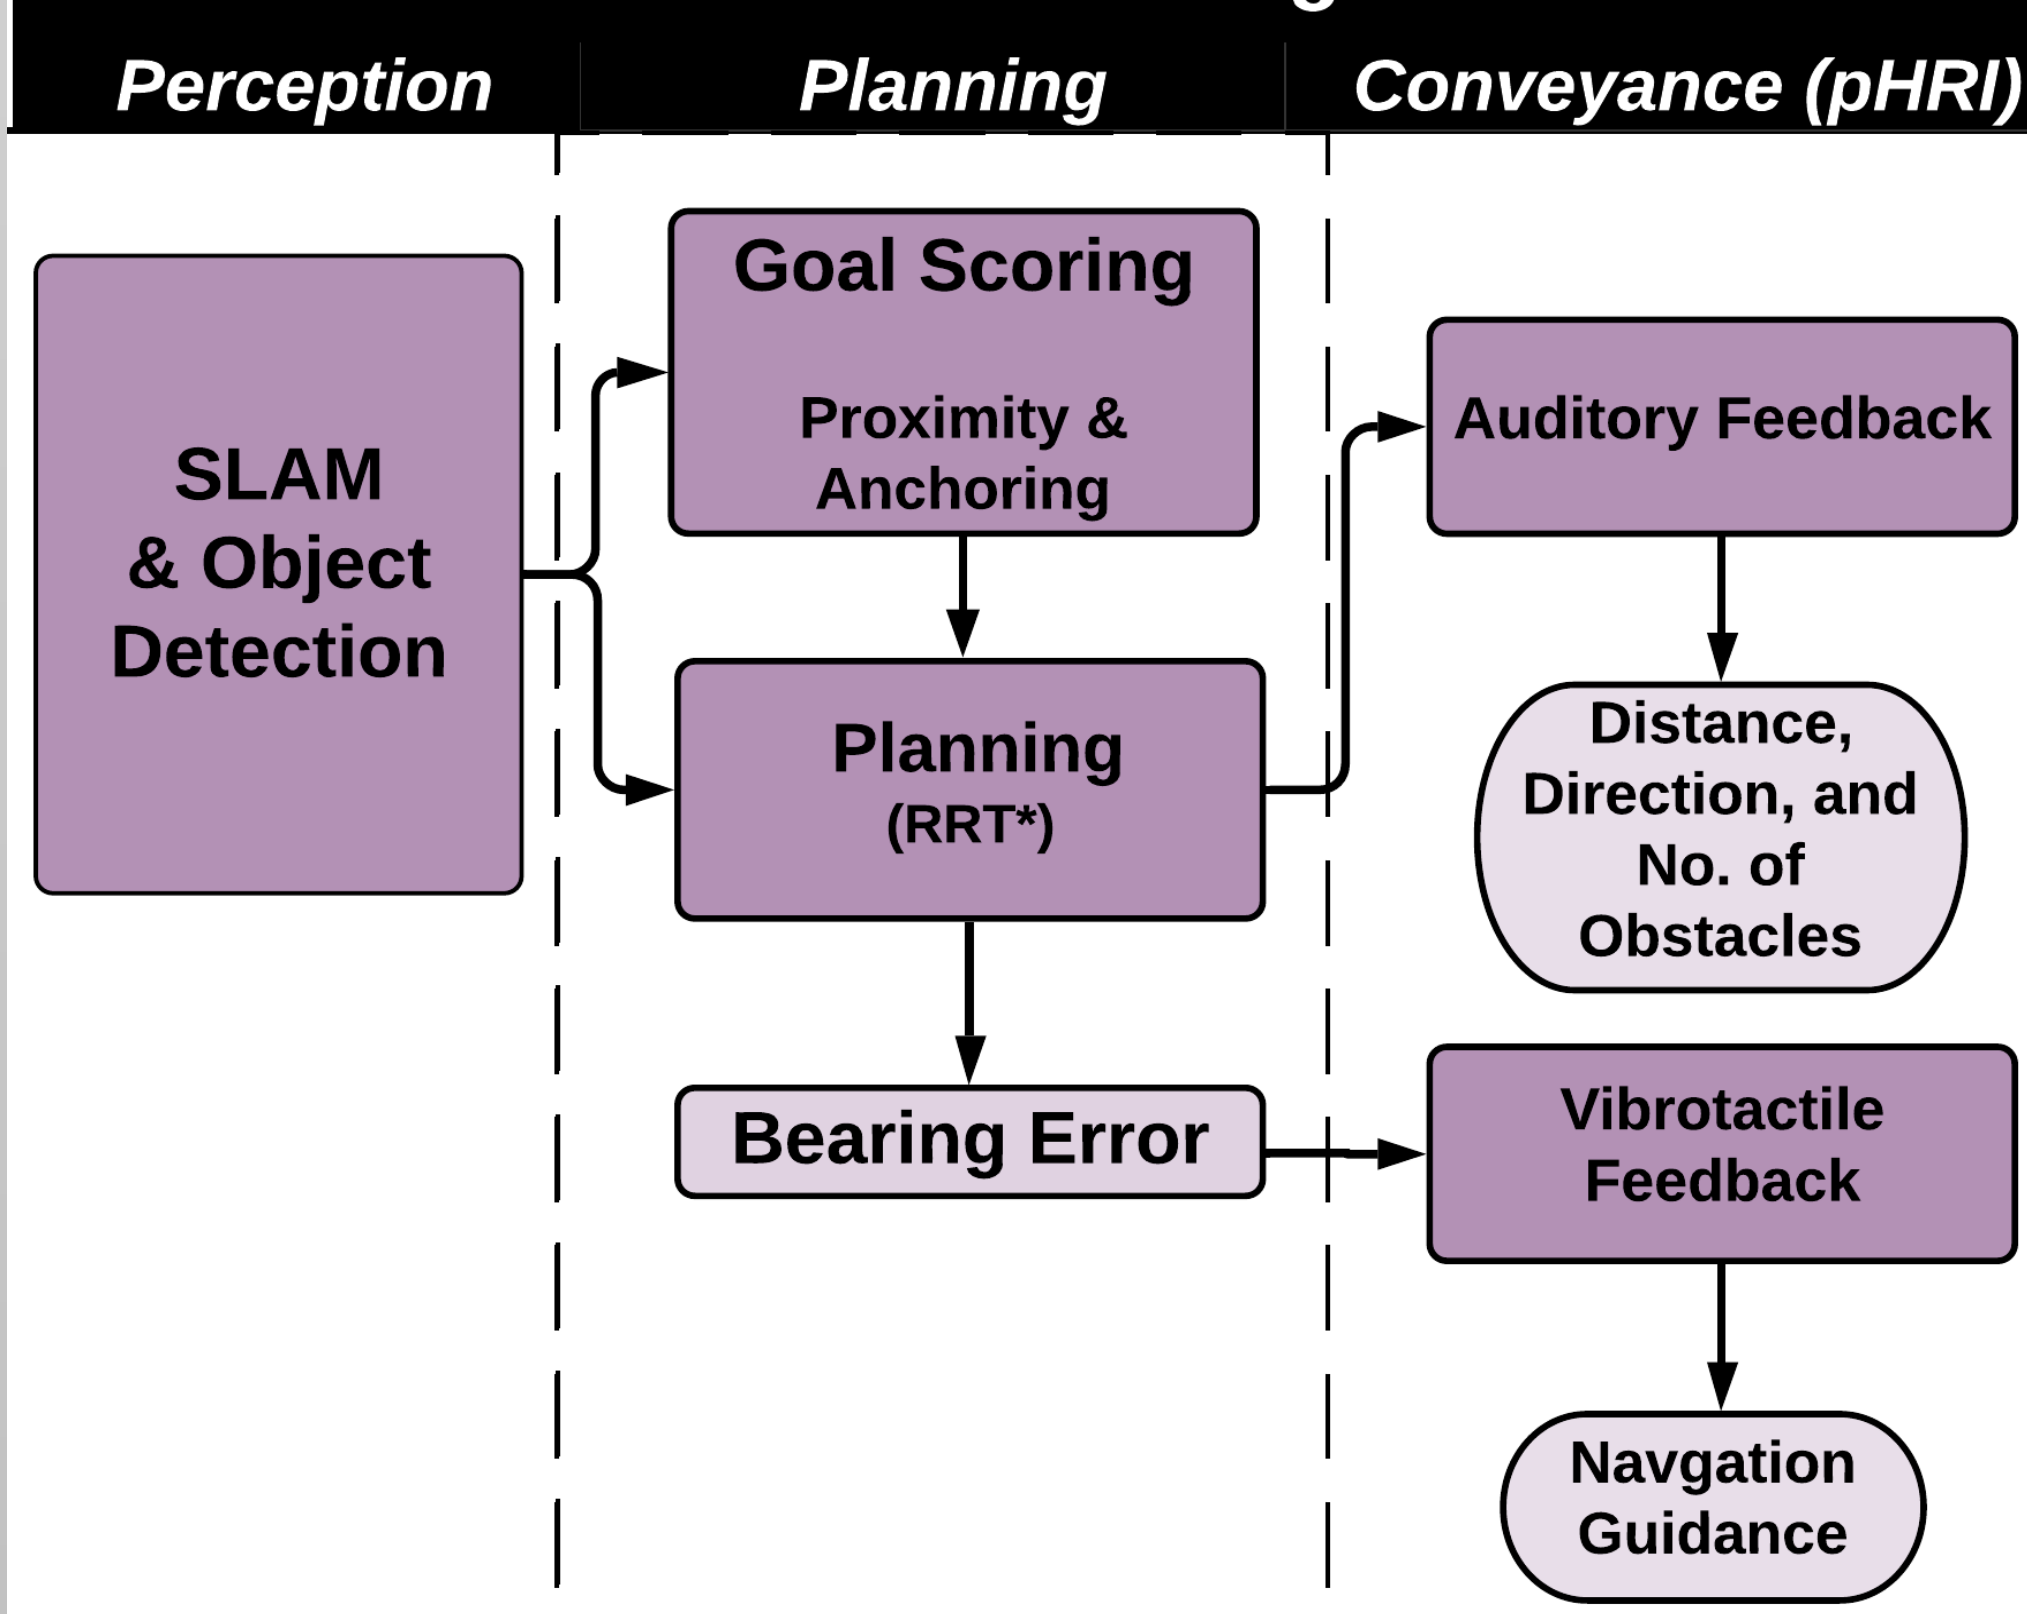 Perception
Planning
Conveyance (pHRI)
SLAM
& Object
Detection
Goal Scoring
Proximity &
Anchoring
Planning
(RRT*)
Bearing Error
Auditory Feedback
Distance,
Direction, and
No. of
Obstacles
Vibrotactile
Feedback
Navgation
Guidance